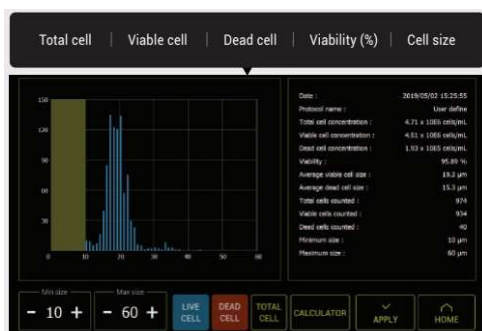 Total cell | Viable cell | Dead cell | Viability (%) | Cell size
150
120
90
60
30
0 10 20 30 40 50 60
Date : 2019/05/02 15:25:55
Protocol name : User define
Total cell concentration : 4.71 x 10E6 cells/mL
Viable cell concentration : 4.51 x 10E6 cells/mL
Dead cell concentration : 1.93 x 10E5 cells/mL
Viability : 95.89 %
Average viable cell size : 19.2 μm
Average dead cell size : 15.3 μm
Total cells counted : 974
Viable cells counted : 934
Dead cells counted : 40
Minimum size : 10 μm
Maximum size : 60 μm
Min size
- 10 +
Max size
- 60 +
LIVE CELL
DEAD CELL
TOTAL CELL
CALCULATOR
APPLY
HOME